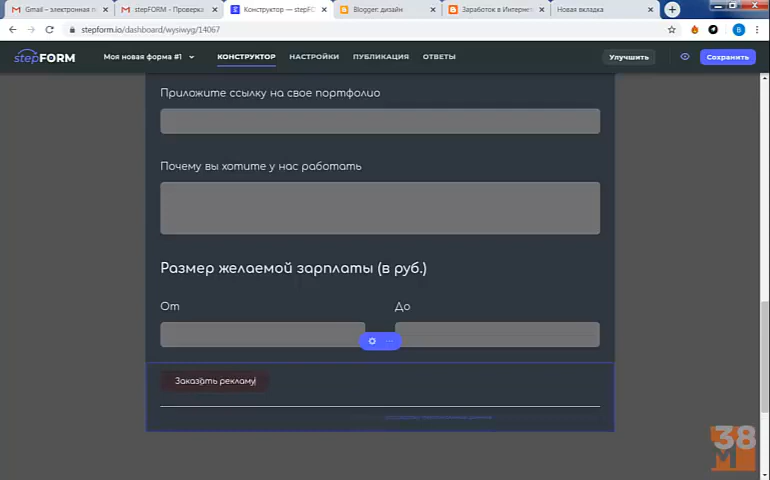 Gmail – электронная п
stepFORM - Проверка
Конструктор — stepFO
Blogger: дизайн
Заработок в Интернет
Новая вкладка
stepform.io/dashboard/wysiwyg/14067
B
stepFORM
Моя новая форма #1
КОНСТРУКТОР
НАСТРОЙКИ
ПУБЛИКАЦИЯ
ОТВЕТЫ
Улучшить
Сохранить
Приложите ссылку на свое портфолио
Почему вы хотите у нас работать
Размер желаемой зарплаты (в руб.)
От
До
Заказать рекламу
38
М